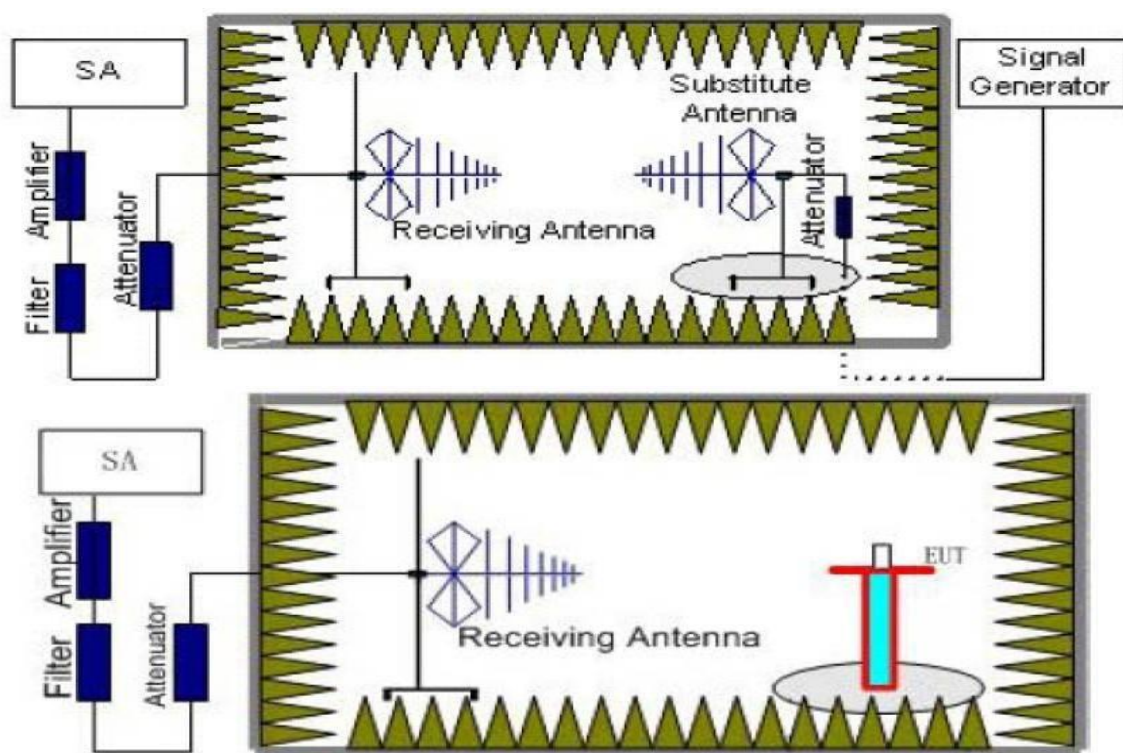 SA
Signal
Generator
Substitute
Antenna
Amplifier
Attenuator
Attenuator
Receiving Antenna
Filter
SA
Amplifier
EUT
Attenuator
Receiving Antenna
Filter